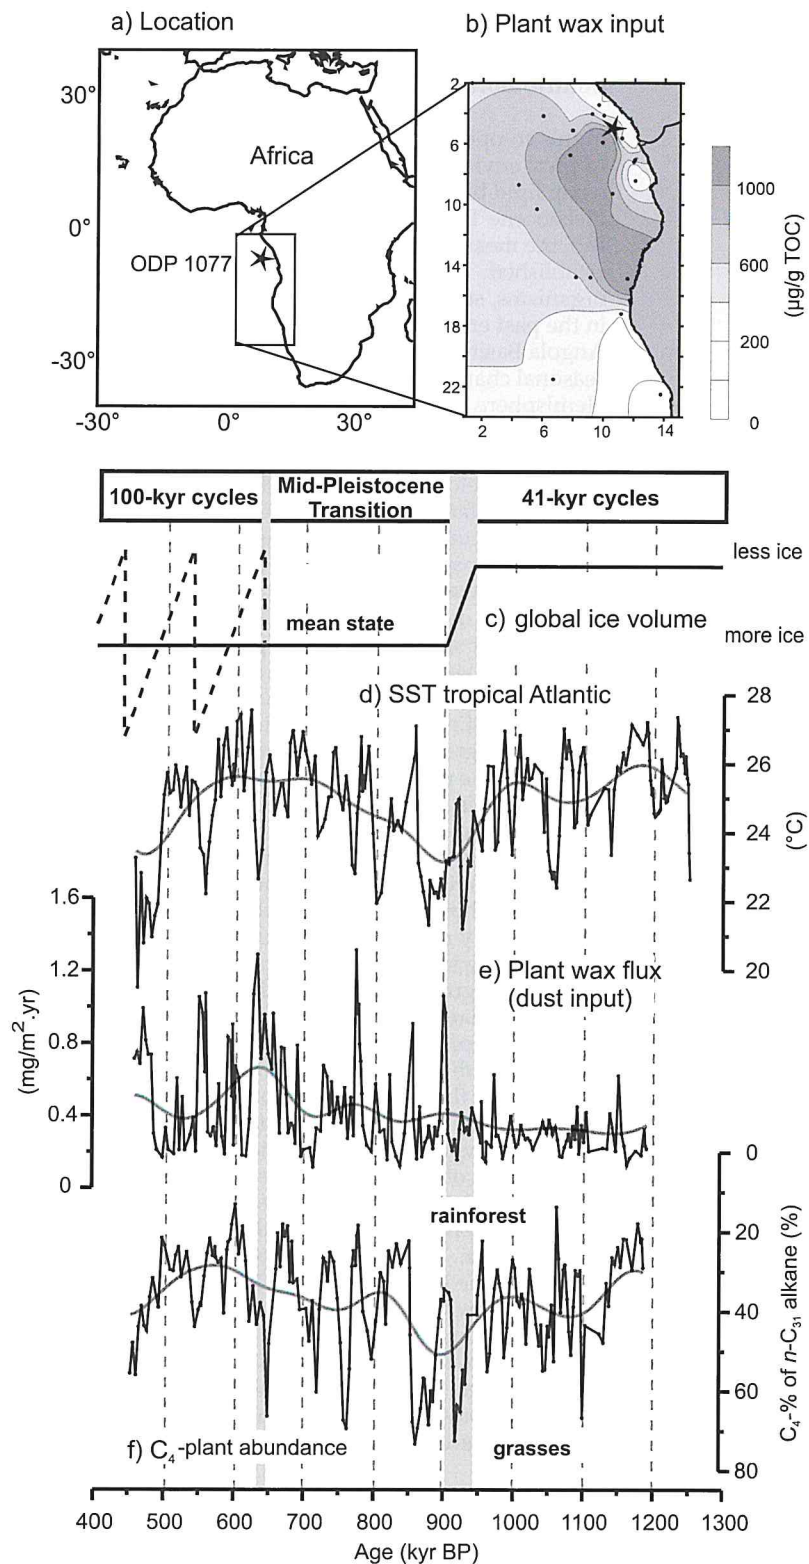 a) Location
b) Plant wax input
30°
0°
-30°
-30°
0°
30°
Africa
ODP 1077
2
6
10
14
18
22
2
6
10
14
1000
600
200
0
(µg/g TOC)
100-kyr cycles
Mid-Pleistocene
Transition
41-kyr cycles
less ice
mean state
c) global ice volume
more ice
d) SST tropical Atlantic
28
26
24
22
20
(°C)
1.6
1.2
0.8
0.4
0
(mg/m².yr)
e) Plant wax flux
(dust input)
0
20
40
60
80
C₄-% of n-C₃₁ alkane (%)
rainforest
f) C₄-plant abundance
grasses
400
500
600
700
800
900
1000
1100
1200
1300
Age (kyr BP)